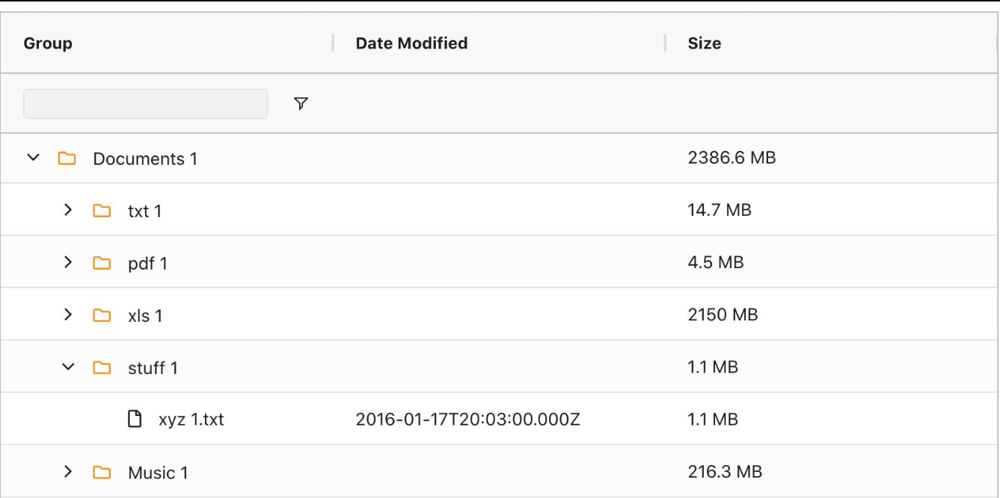 Group Date Modified Size
Documents 1 2386.6 MB
txt 1 14.7 MB
pdf 1 4.5 MB
xls 1 2150 MB
stuff 1 1.1 MB
xyz 1.txt 2016-01-17T20:03:00.000Z 1.1 MB
Music 1 216.3 MB